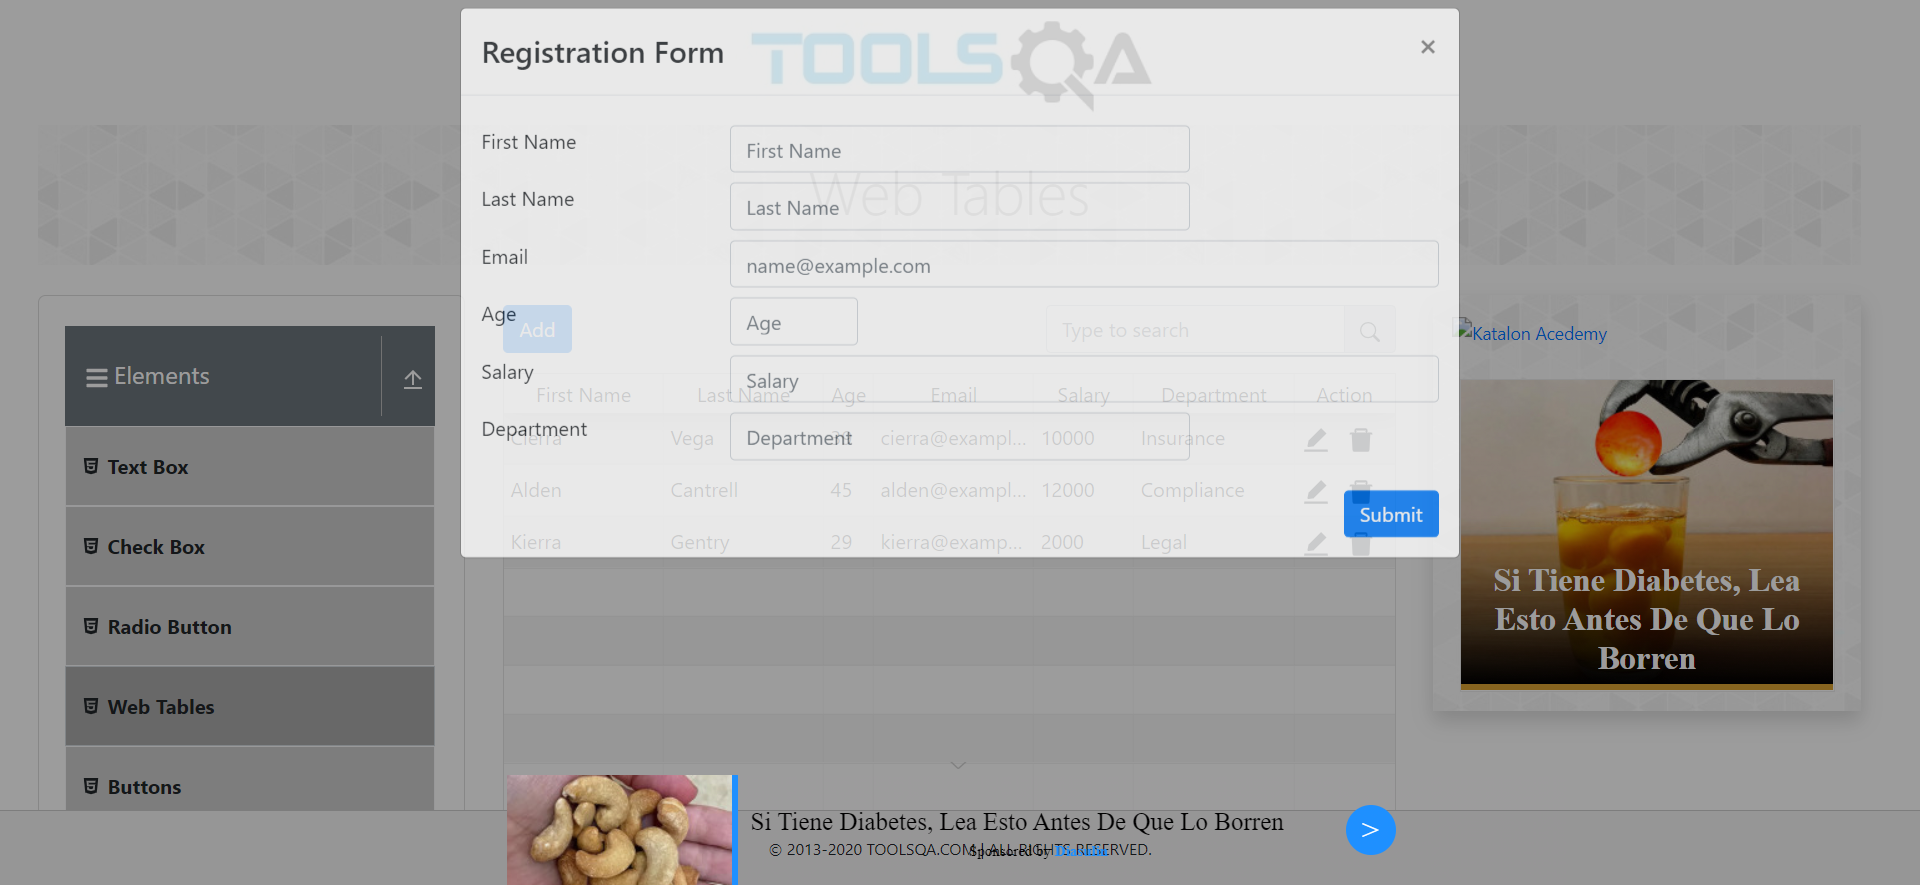 Registration Form
TOOLSQA
×
First Name
First Name
Last Name
Last Name
Web Tables
Email
name@example.com
Age
Age
Add
Type to search
Salary
Salary
First Name Last Name Age Email Salary Department Action
Department
Department
Cierra Vega cierra@exampl... 10000 Insurance
Alden Cantrell 45 alden@exampl... 12000 Compliance
Submit
Kierra Gentry 29 kierra@examp... 2000 Legal
Elements
Text Box
Check Box
Radio Button
Web Tables
Buttons
Katalon Acedemy
Si Tiene Diabetes, Lea
Esto Antes De Que Lo
Borren
Si Tiene Diabetes, Lea Esto Antes De Que Lo Borren
>
© 2013-2020 TOOLSQA.COM | ALL RIGHTS RESERVED.
Sponsored by